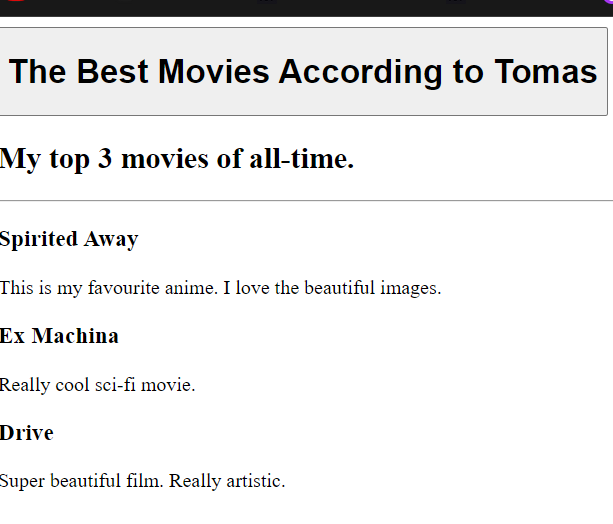 The Best Movies According to Tomas
My top 3 movies of all-time.
Spirited Away
This is my favourite anime. I love the beautiful images.
Ex Machina
Really cool sci-fi movie.
Drive
Super beautiful film. Really artistic.